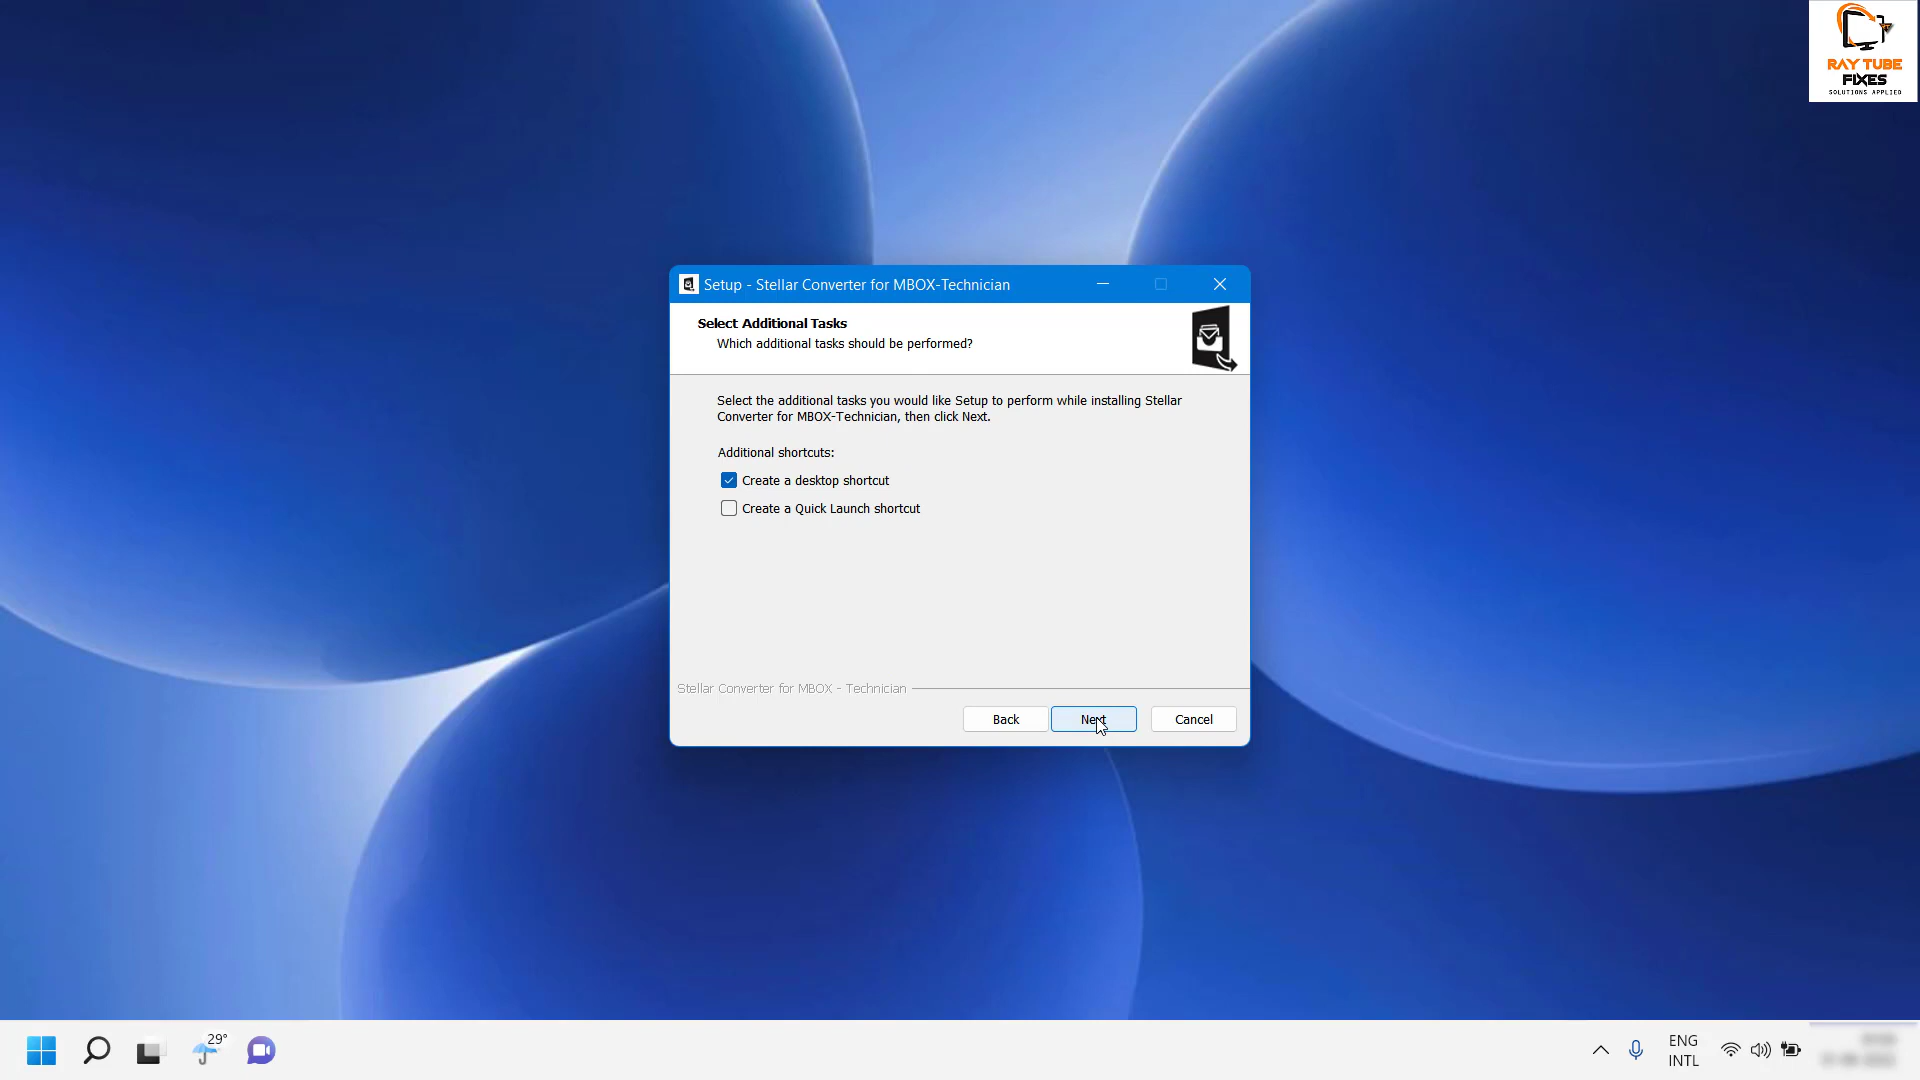 RAY TUBE
FIXES
SOLUTIONS APPLIED
Setup - Stellar Converter for MBOX-Technician
Select Additional Tasks
Which additional tasks should be performed?
Select the additional tasks you would like Setup to perform while installing Stellar
Converter for MBOX-Technician, then click Next.
Additional shortcuts:
Create a desktop shortcut
Create a Quick Launch shortcut
Stellar Converter for MBOX - Technician
Back
Next
Cancel
29°
ENG
INTL